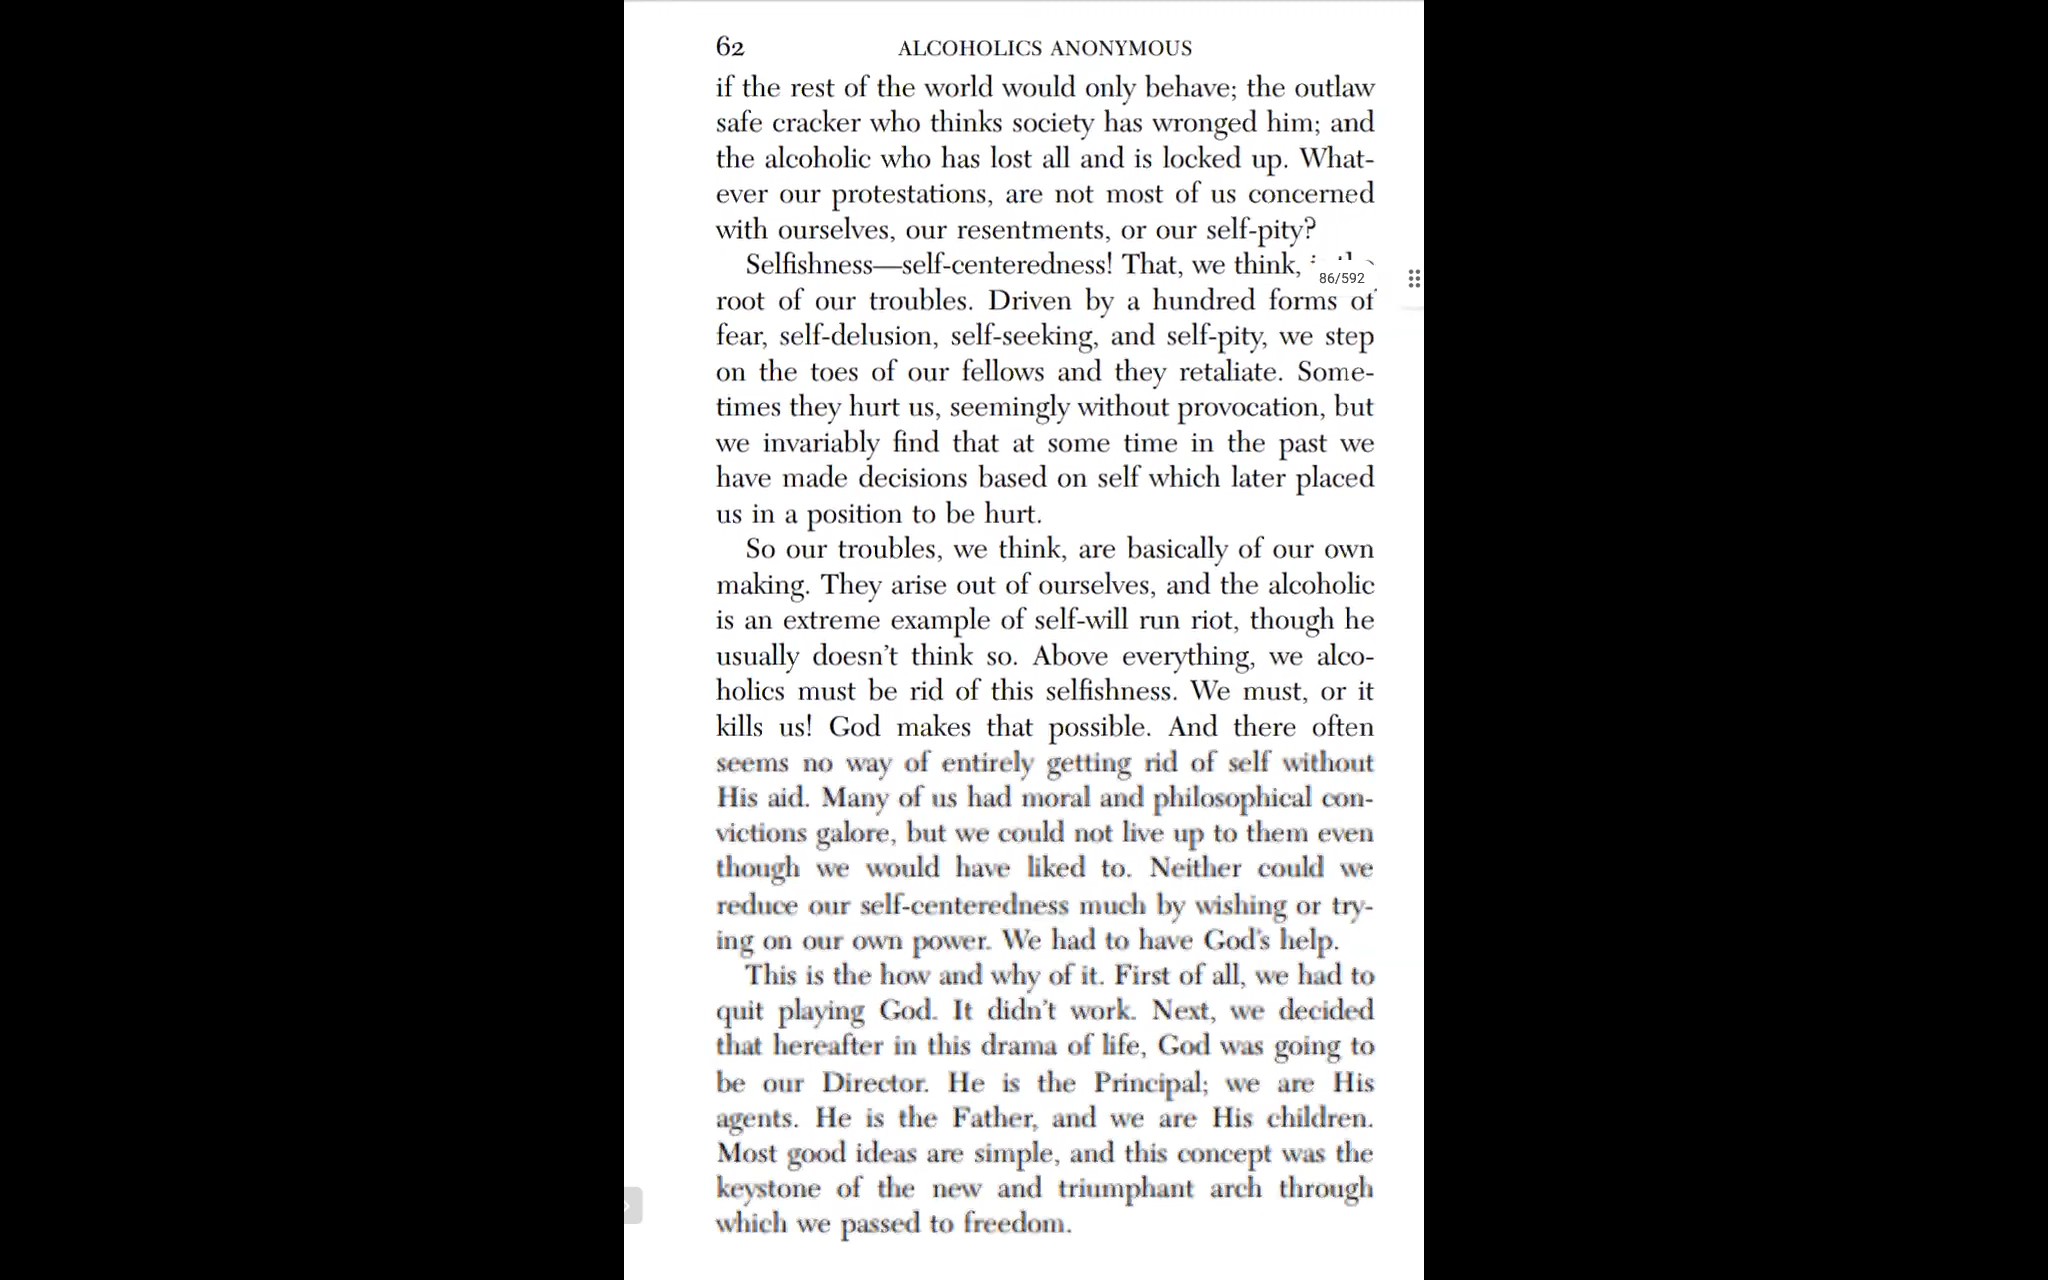 62 ALCOHOLICS ANONYMOUS
if the rest of the world would only behave; the outlaw
safe cracker who thinks society has wronged him; and
the alcoholic who has lost all and is locked up. What-
ever our protestations, are not most of us concerned
with ourselves, our resentments, or our self-pity?
Selfishness—self-centeredness! That, we think,
86/592
root of our troubles. Driven by a hundred forms of
fear, self-delusion, self-seeking, and self-pity, we step
on the toes of our fellows and they retaliate. Some-
times they hurt us, seemingly without provocation, but
we invariably find that at some time in the past we
have made decisions based on self which later placed
us in a position to be hurt.
So our troubles, we think, are basically of our own
making. They arise out of ourselves, and the alcoholic
is an extreme example of self-will run riot, though he
usually doesn't think so. Above everything, we alco-
holics must be rid of this selfishness. We must, or it
kills us! God makes that possible. And there often
seems no way of entirely getting rid of self without
His aid. Many of us had moral and philosophical con-
victions galore, but we could not live up to them even
though we would have liked to. Neither could we
reduce our self-centeredness much by wishing or try-
ing on our own power. We had to have God's help.
This is the how and why of it. First of all, we had to
quit playing God. It didn't work. Next, we decided
that hereafter in this drama of life, God was going to
be our Director. He is the Principal; we are His
agents. He is the Father, and we are His children.
Most good ideas are simple, and this concept was the
keystone of the new and triumphant arch through
which we passed to freedom.